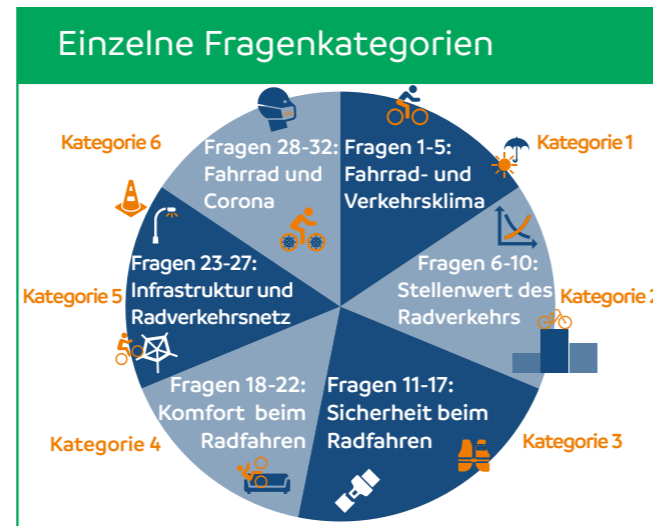 Einzelne Fragenkategorien
Kategorie 6
Fragen 28-32:
Fahrrad und
Corona
Fragen 1-5:
Fahrrad- und
Verkehrsklima
Kategorie 1
Kategorie 5
Fragen 23-27:
Infrastruktur und
Radverkehrsnetz
Fragen 6-10:
Stellenwert des
Radverkehrs
Kategorie 2
Kategorie 4
Fragen 18-22:
Komfort beim
Radfahren
Fragen 11-17:
Sicherheit beim
Radfahren
Kategorie 3